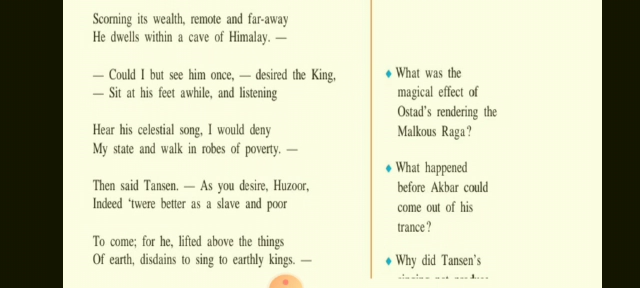 Scorning its wealth, remote and far-away
He dwells within a cave of Himalay. —
— Could I but see him once, — desired the King,
— Sit at his feet awhile, and listening
Hear his celestial song, I would deny
My state and walk in robes of poverty. —
Then said Tansen. — As you desire, Huzoor,
Indeed ‘twere better as a slave and poor
To come; for he, lifted above the things
Of earth, disdains to sing to earthly kings. —
♦ What was the
magical effect of
Ostad’s rendering the
Malkous Raga?
♦ What happened
before Akbar could
come out of his
trance?
♦ Why did Tansen’s